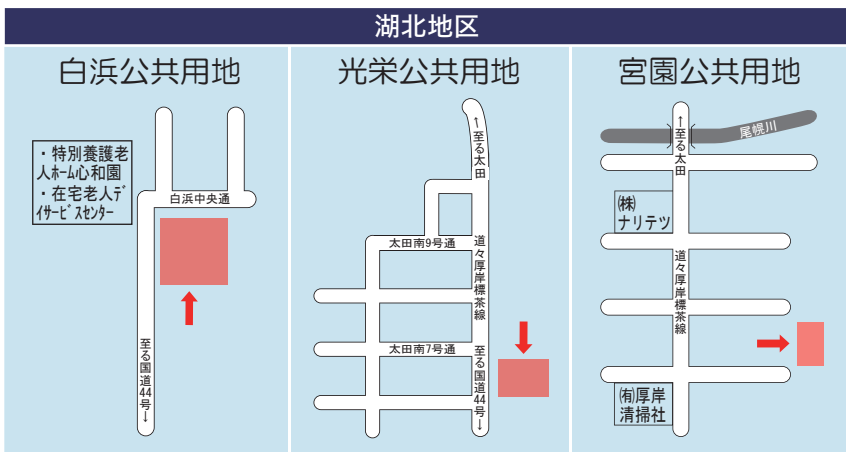 湖北地区
白浜公共用地
・特別養護老
人ホーム心和園
・在宅老人デ
イサービスセンター
白浜中央通
至る国道44号→
光栄公共用地
←至る太田
太田南9号通
道々厚岸標茶線
太田南7号通
至る国道44号→
宮園公共用地
←至る太田
尾幌川
㈱
ナリテツ
道々厚岸標茶線
㈲厚岸
清掃社